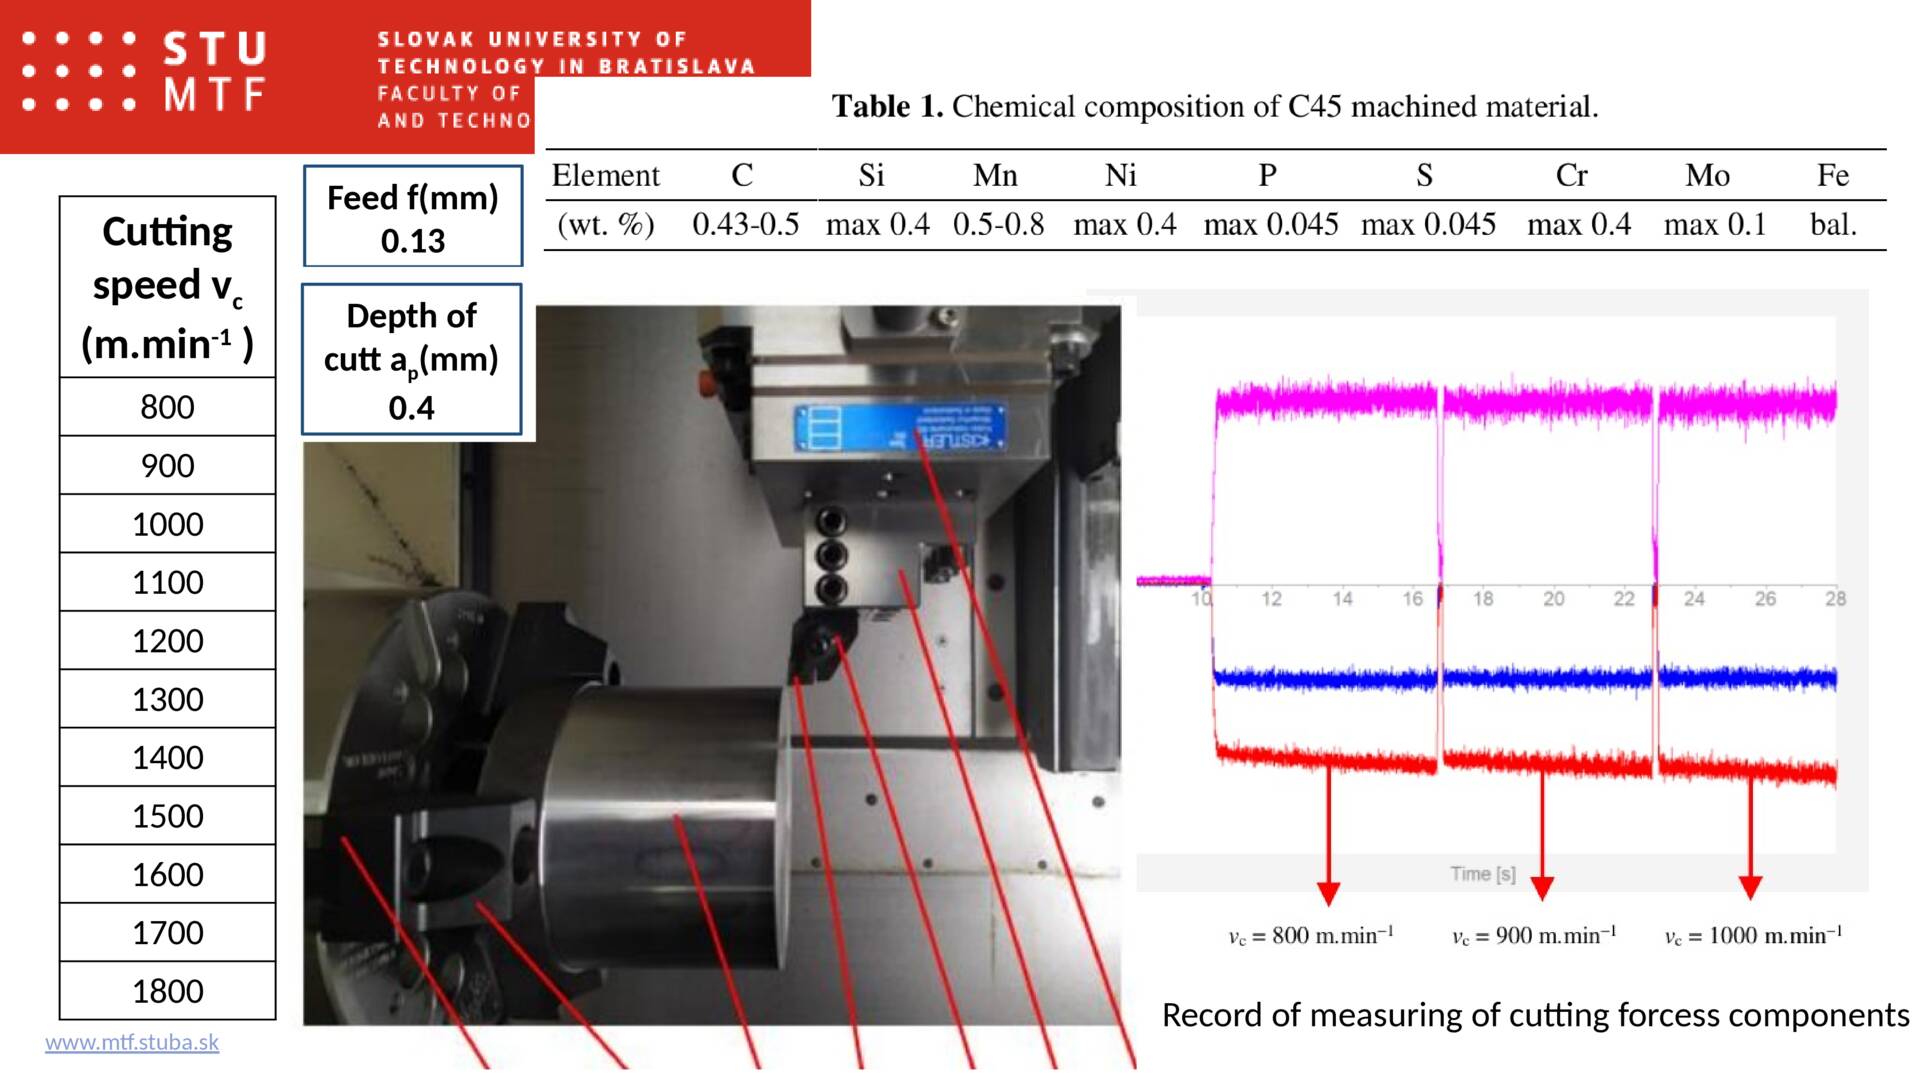 STU
MTF
SLOVAK UNIVERSITY OF
TECHNOLOGY IN BRATISLAVA
FACULTY OF
AND TECHNO
Table 1. Chemical composition of C45 machined material.
Element C Si Mn Ni P S Cr Mo Fe
(wt. %) 0.43-0.5 max 0.4 0.5-0.8 max 0.4 max 0.045 max 0.045 max 0.4 max 0.1 bal.
Feed f(mm)
0.13
Depth of
cutt ap(mm)
0.4
Cutting
speed vc
(m.min-1 )
800
900
1000
1100
1200
1300
1400
1500
1600
1700
1800
KISTLER
10 12 14 16 18 20 22 24 26 28
Time [s]
vc = 800 m.min−1 vc = 900 m.min−1 vc = 1000 m.min−1
Record of measuring of cutting forcess components
www.mtf.stuba.sk